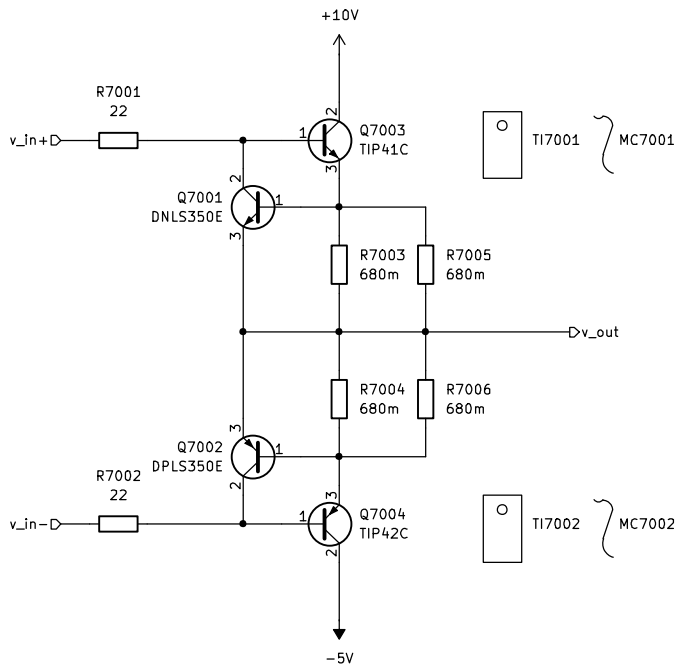 +10V
R7001
22
v_in+
1
2
3
Q7003
TIP41C
TI7001
MC7001
2
Q7001
DNLS350E
1
3
R7003
680m
R7005
680m
v_out
R7004
680m
R7006
680m
3
Q7002
DPLS350E
1
2
R7002
22
v_in-
1
3
2
Q7004
TIP42C
TI7002
MC7002
-5V